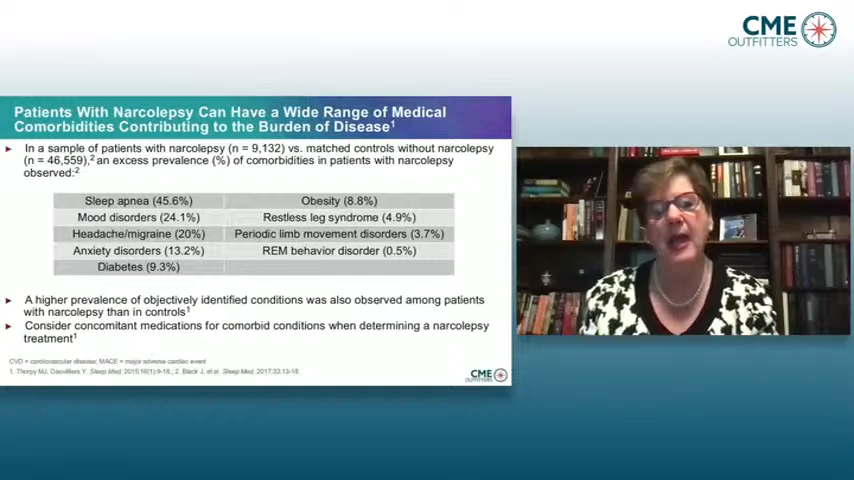 CME
OUTFITTERS
Patients With Narcolepsy Can Have a Wide Range of Medical
Comorbidities Contributing to the Burden of Disease1
► In a sample of patients with narcolepsy (n = 9,132) vs. matched controls without narcolepsy
(n = 46,559),2 an excess prevalence (%) of comorbidities in patients with narcolepsy
observed:2
Sleep apnea (45.6%) Obesity (8.8%)
Mood disorders (24.1%) Restless leg syndrome (4.9%)
Headache/migraine (20%) Periodic limb movement disorders (3.7%)
Anxiety disorders (13.2%) REM behavior disorder (0.5%)
Diabetes (9.3%)
► A higher prevalence of objectively identified conditions was also observed among patients
with narcolepsy than in controls1
► Consider concomitant medications for comorbid conditions when determining a narcolepsy
treatment1
CVD = cardiovascular disease; MACE = major adverse cardiac event
1. Thorpy MJ, Dauvilliers Y. Sleep Med. 2015;16(1):9-18.; 2. Black J, et al. Sleep Med. 2017:33:13-18
CME
OUTFITTERS